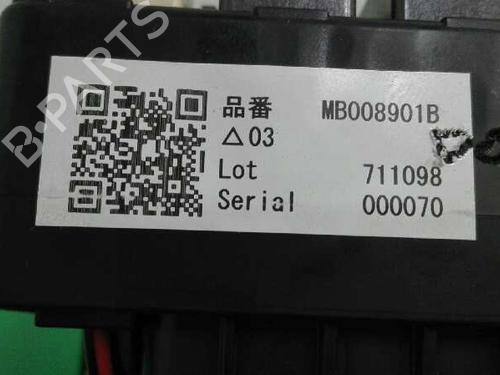 B-PARTS
品番 MB008901B
△03
Lot 711098
Serial 000070